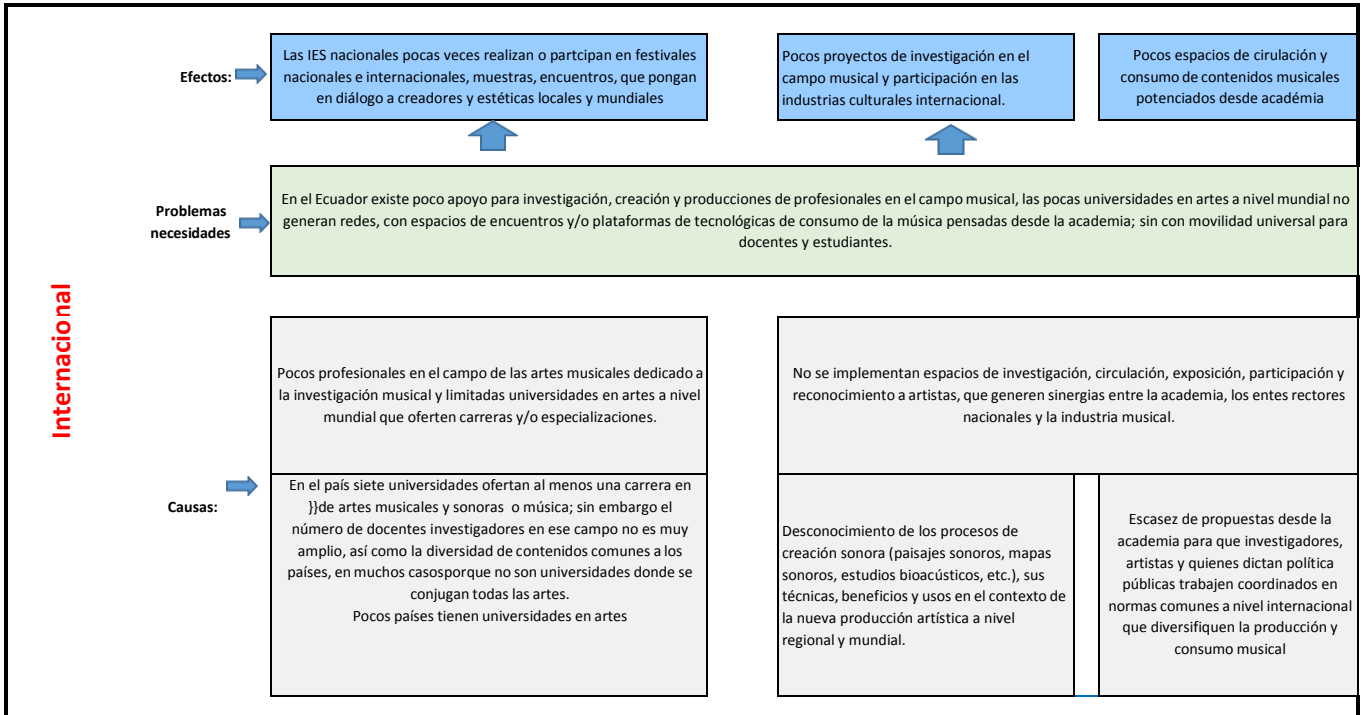 Internacional
Efectos:
Las IES nacionales pocas veces realizan o partcipan en festivales
nacionales e internacionales, muestras, encuentros, que pongan
en diálogo a creadores y estéticas locales y mundiales
Pocos proyectos de investigación en el
campo musical y participación en las
industrias culturales internacional.
Pocos espacios de cirulación y
consumo de contenidos musicales
potenciados desde académia
Problemas
necesidades
En el Ecuador existe poco apoyo para investigación, creación y producciones de profesionales en el campo musical, las pocas universidades en artes a nivel mundial no
generan redes, con espacios de encuentros y/o plataformas de tecnológicas de consumo de la música pensadas desde la academia; sin con movilidad universal para
docentes y estudiantes.
Causas:
Pocos profesionales en el campo de las artes musicales dedicado a
la investigación musical y limitadas universidades en artes a nivel
mundial que oferten carreras y/o especializaciones.
No se implementan espacios de investigación, circulación, exposición, participación y
reconocimiento a artistas, que generen sinergias entre la academia, los entes rectores
nacionales y la industria musical.
En el país siete universidades ofertan al menos una carrera en
}}de artes musicales y sonoras o música; sin embargo el
número de docentes investigadores en ese campo no es muy
amplio, así como la diversidad de contenidos comunes a los
países, en muchos casosporque no son universidades donde se
conjugan todas las artes.
Pocos países tienen universidades en artes
Desconocimiento de los procesos de
creación sonora (paisajes sonoros, mapas
sonoros, estudios bioacústicos, etc.), sus
técnicas, beneficios y usos en el contexto de
la nueva producción artística a nivel
regional y mundial.
Escasez de propuestas desde la
academia para que investigadores,
artistas y quienes dictan política
públicas trabajen coordinados en
normas comunes a nivel internacional
que diversifiquen la producción y
consumo musical